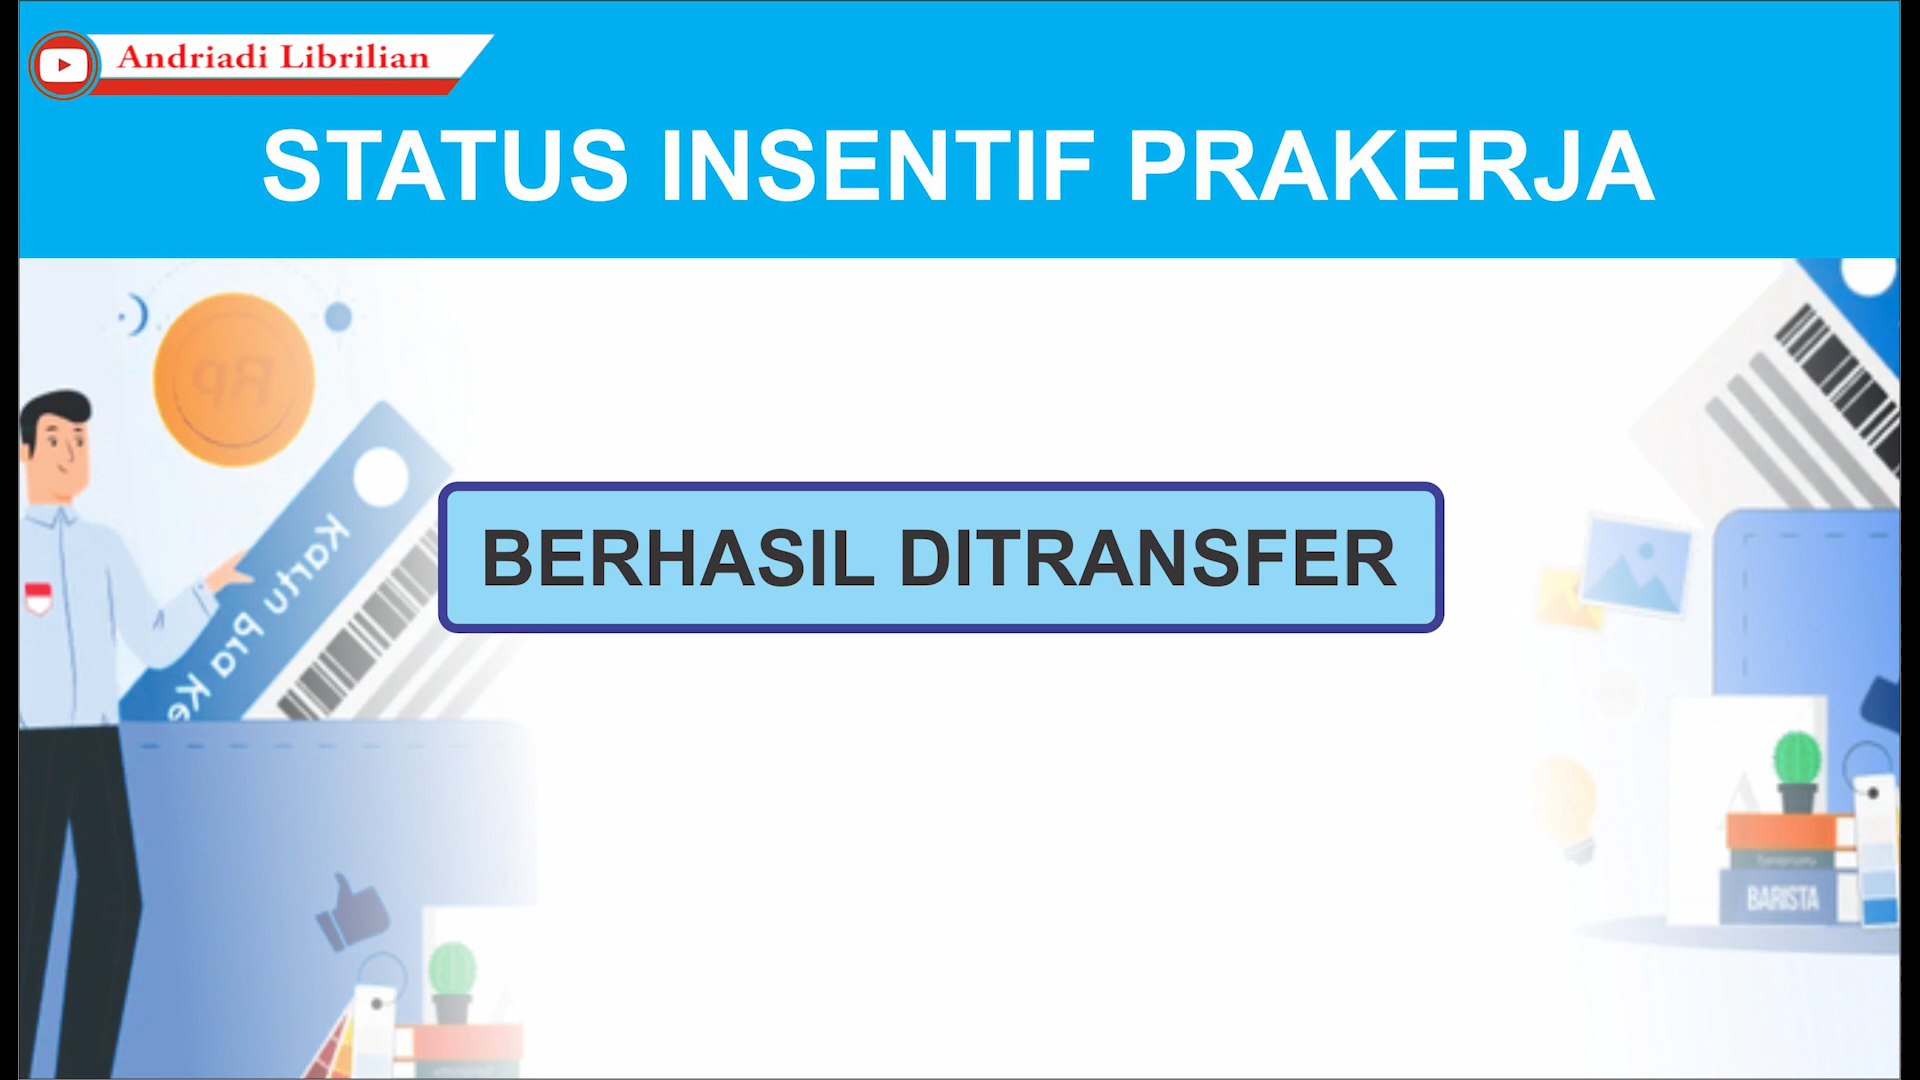 Andriadi Librilian
STATUS INSENTIF PRAKERJA
Rp
BERHASIL DITRANSFER
Kartu Pra Ke
A
BARISTA